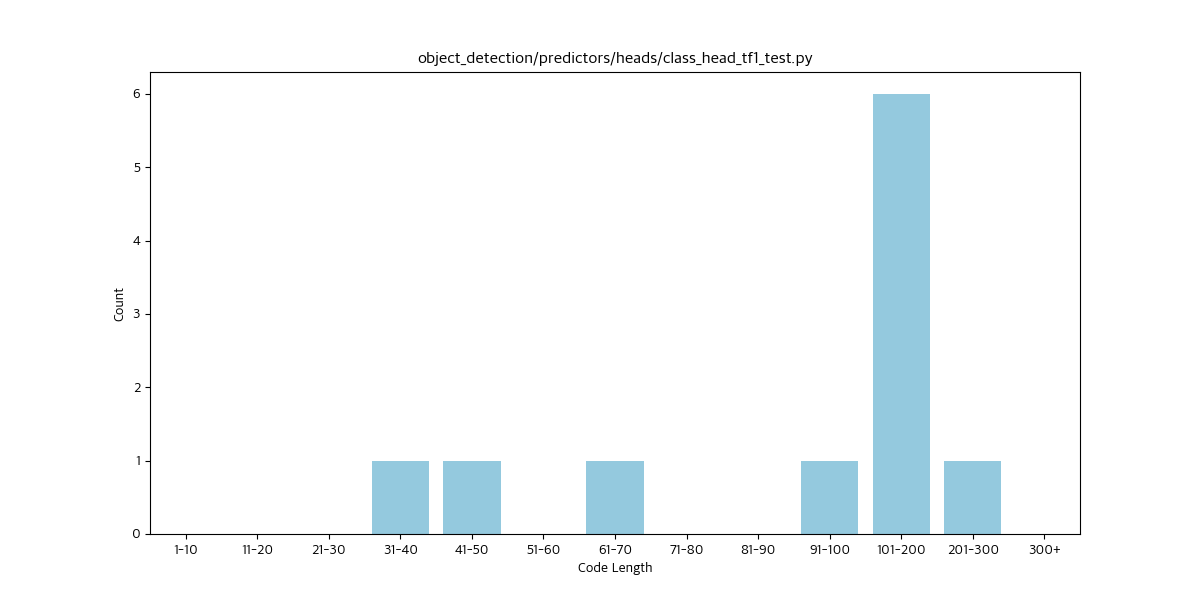 object_detection/predictors/heads/class_head_tf1_test.py
6
5
4
3
2
1
0
Count
1-10 11-20 21-30 31-40 41-50 51-60 61-70 71-80 81-90 91-100 101-200 201-300 300+
Code Length